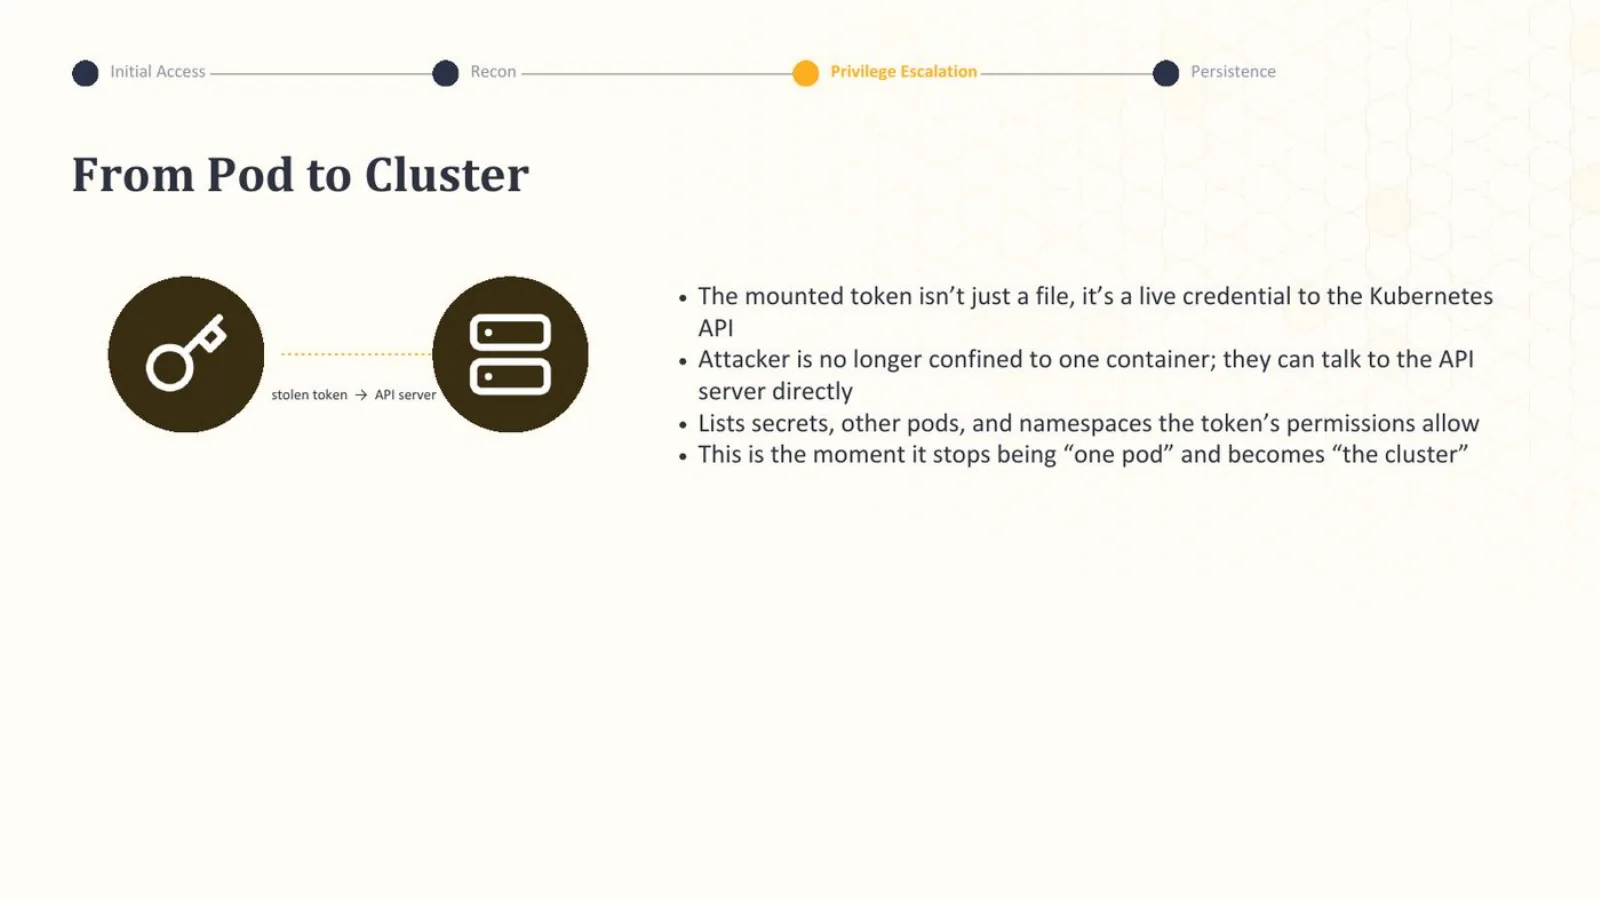 Initial Access
Recon
Privilege Escalation
Persistence
From Pod to Cluster
stolen token → API server
• The mounted token isn’t just a file, it’s a live credential to the Kubernetes
API
• Attacker is no longer confined to one container; they can talk to the API
server directly
• Lists secrets, other pods, and namespaces the token’s permissions allow
• This is the moment it stops being “one pod” and becomes “the cluster”